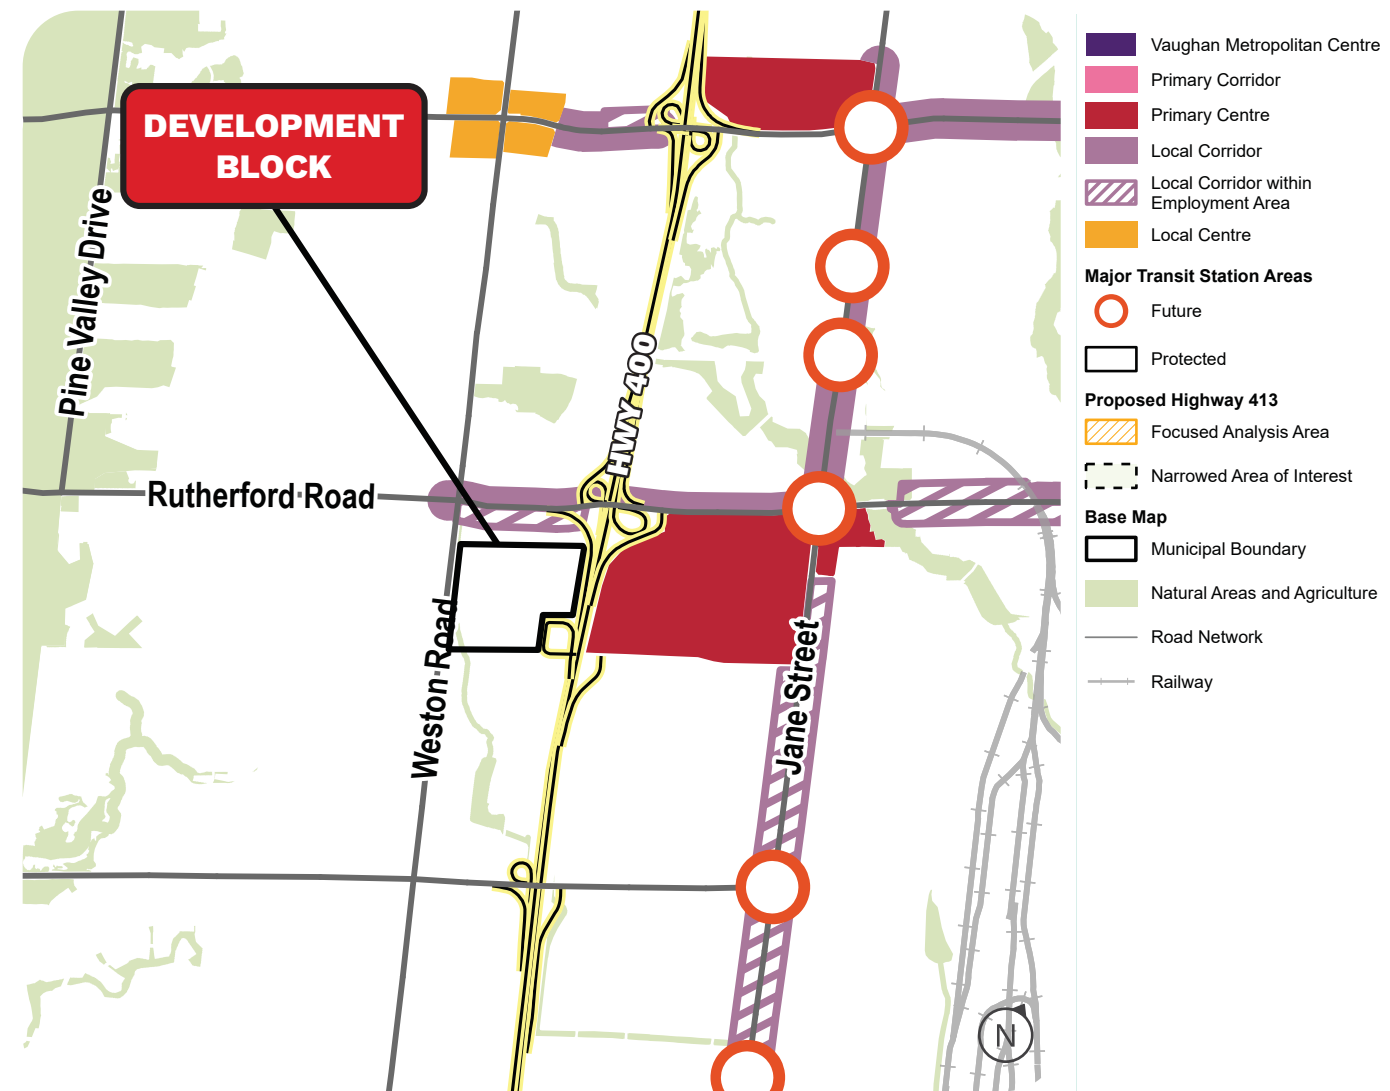 DEVELOPMENT
BLOCK
Pine Valley Drive
HWY 400
Rutherford Road
Weston Road
Jane Street
N
Vaughan Metropolitan Centre
Primary Corridor
Primary Centre
Local Corridor
Local Corridor within
Employment Area
Local Centre
Major Transit Station Areas
Future
Protected
Proposed Highway 413
Focused Analysis Area
Narrowed Area of Interest
Base Map
Municipal Boundary
Natural Areas and Agriculture
Road Network
Railway